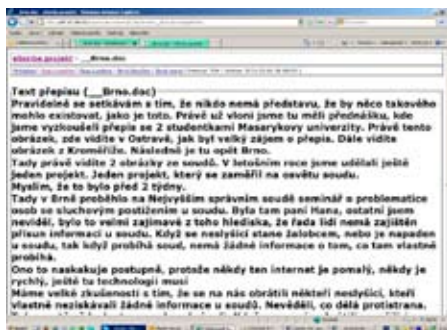 eScribe projekt - __Brno.doc
Text přepisu (__Brno.doc)
Pravidelně se setkávám s tím, že nikdo nemá představu, že by něco takového
mohlo existovat, jako je toto. Právě už vloni jsme tu měli přednášku, kde
jsme vyzkoušeli přepis se 2 studentkami Masarykovy univerzity. Právě tento
obrázek, zde vidíte v Ostravě, jak byl velký zájem o přepis. Dále vidíte
obrázek z Kroměříže. Následně je tu opět Brno.
Tady právě vidíte 2 obrázky ze soudů. V letošním roce jsme udělali ještě
jeden projekt. Jeden projekt, který se zaměřil na osvětu soudu.
Myslím, že to bylo před 2 týdny.
Tady v Brně proběhlo na Nejvyšším správním soudě seminář o problematice
osob se sluchovým postižením u soudu. Byla tam paní Hana, ostatní jsem
neviděl. Bylo to velmi zajímavé z toho hlediska, že řada lidí nemá zajištěn
přísun informací u soudu. Když se neslyšící stane žalobcem, nebo je napaden
u soudu, tak když probíhá soud, nemá žádné informace o tom, co tam vlastně
probíhá.
Ono to naskakuje postupně, protože někdy ten internet je pomalý, někdy je
rychlý, ještě tu technologii musí
Máme velké zkušenosti s tím, že se na nás obrátili někteří neslyšící, kteří
vlastně nezískávali žádné informace u soudů. Nevěděli, co dělá protistrana.